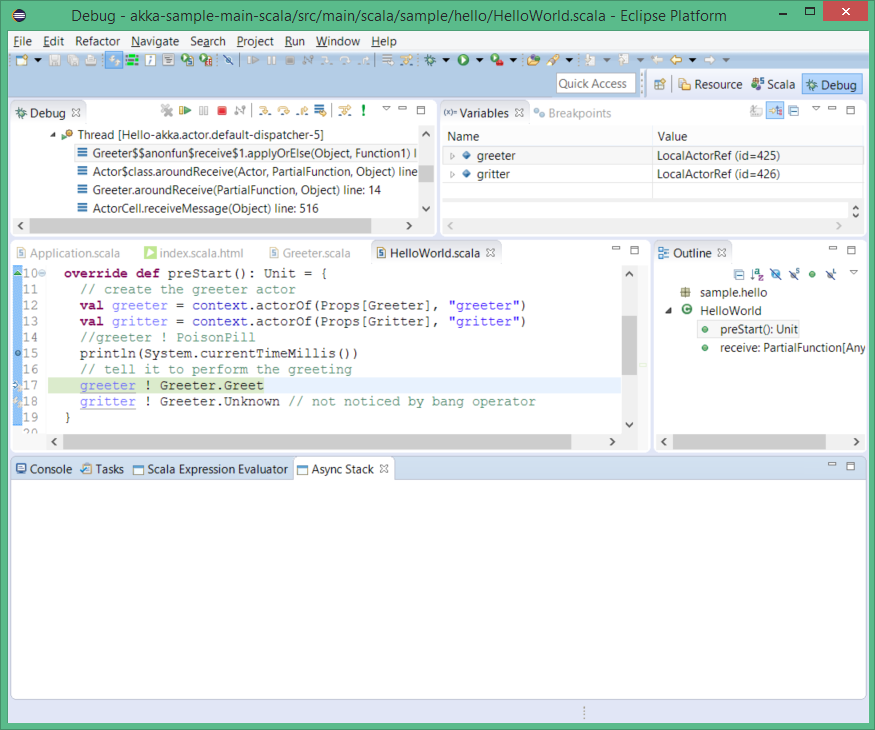 Debug - akka-sample-main-scala/src/main/scala/sample/hello/HelloWorld.scala - Eclipse Platform
File Edit Refactor Navigate Search Project Run Window Help
Quick Access Resource Scala Debug
Debug
Thread [Hello-akka.actor.default-dispatcher-5]
Greeter$$anonfun$receive$1.applyOrElse(Object, Function1) l
Actor$class.aroundReceive(Actor, PartialFunction, Object) line
Greeter.aroundReceive(PartialFunction, Object) line: 14
ActorCell.receiveMessage(Object) line: 516
(x)= Variables Breakpoints
Name Value
greeter LocalActorRef (id=425)
gritter LocalActorRef (id=426)
Application.scala index.scala.html Greeter.scala HelloWorld.scala
10 override def preStart(): Unit = {
11 // create the greeter actor
12 val greeter = context.actorOf(Props[Greeter], "greeter")
13 val gritter = context.actorOf(Props[Gritter], "gritter")
14 //greeter ! PoisonPill
15 println(System.currentTimeMillis())
16 // tell it to perform the greeting
17 greeter ! Greeter.Greet
18 gritter ! Greeter.Unknown // not noticed by bang operator
19 }
20
Outline
sample.hello
HelloWorld
preStart(): Unit
receive: PartialFunction[Any
Console Tasks Scala Expression Evaluator Async Stack